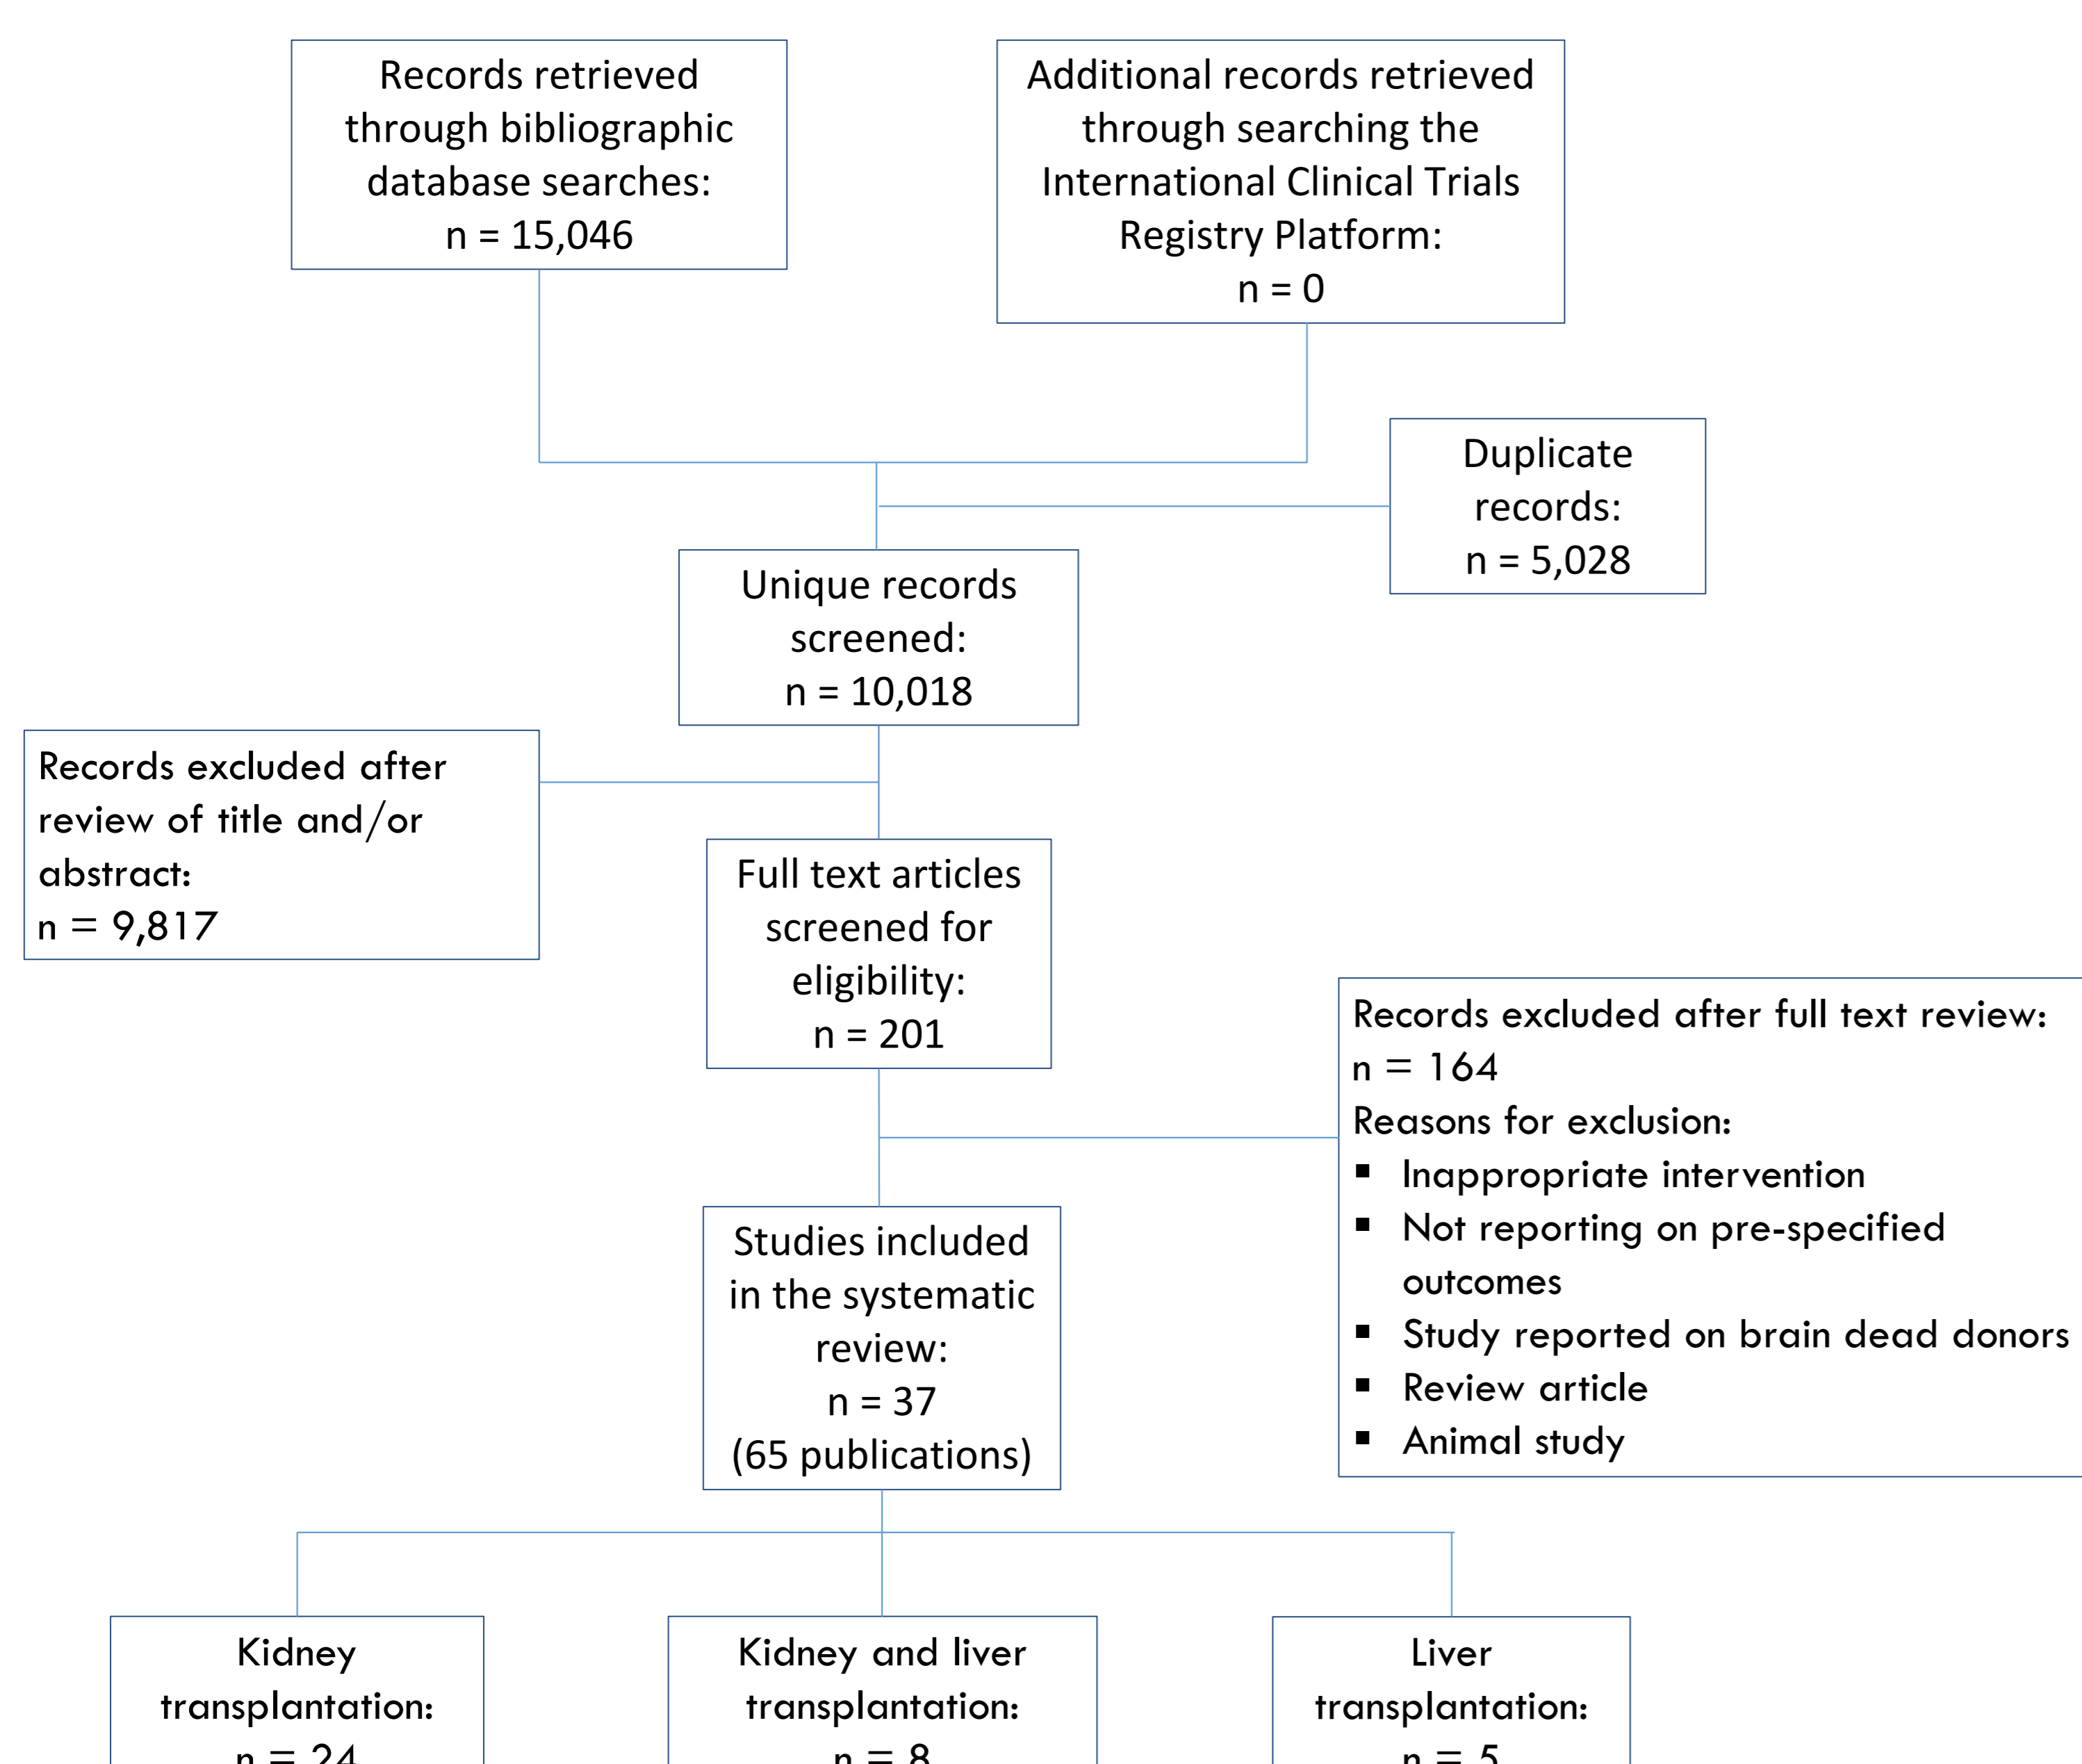 Records retrieved
through bibliographic
database searches:
n = 15,046
Additional records retrieved
through searching the
International Clinical Trials
Registry Platform:
n = 0
Duplicate
records:
n = 5,028
Unique records
screened:
n = 10,018
Records excluded after
review of title and/or
abstract:
n = 9,817
Full text articles
screened for
eligibility:
n = 201
Records excluded after full text review:
n = 164
Reasons for exclusion:
▪ Inappropriate intervention
▪ Not reporting on pre-specified
outcomes
▪ Study reported on brain dead donors
▪ Review article
▪ Animal study
Studies included
in the systematic
review:
n = 37
(65 publications)
Kidney
transplantation:
n = 24
Kidney and liver
transplantation:
n = 8
Liver
transplantation:
n = 5